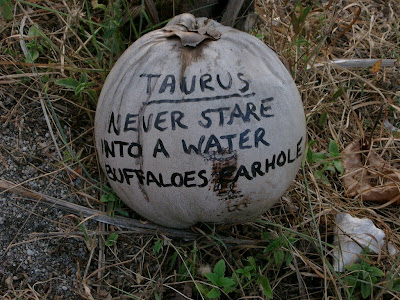 TAURUS
NEVER STARE
INTO A WATER
BUFFALOES EARHOLE